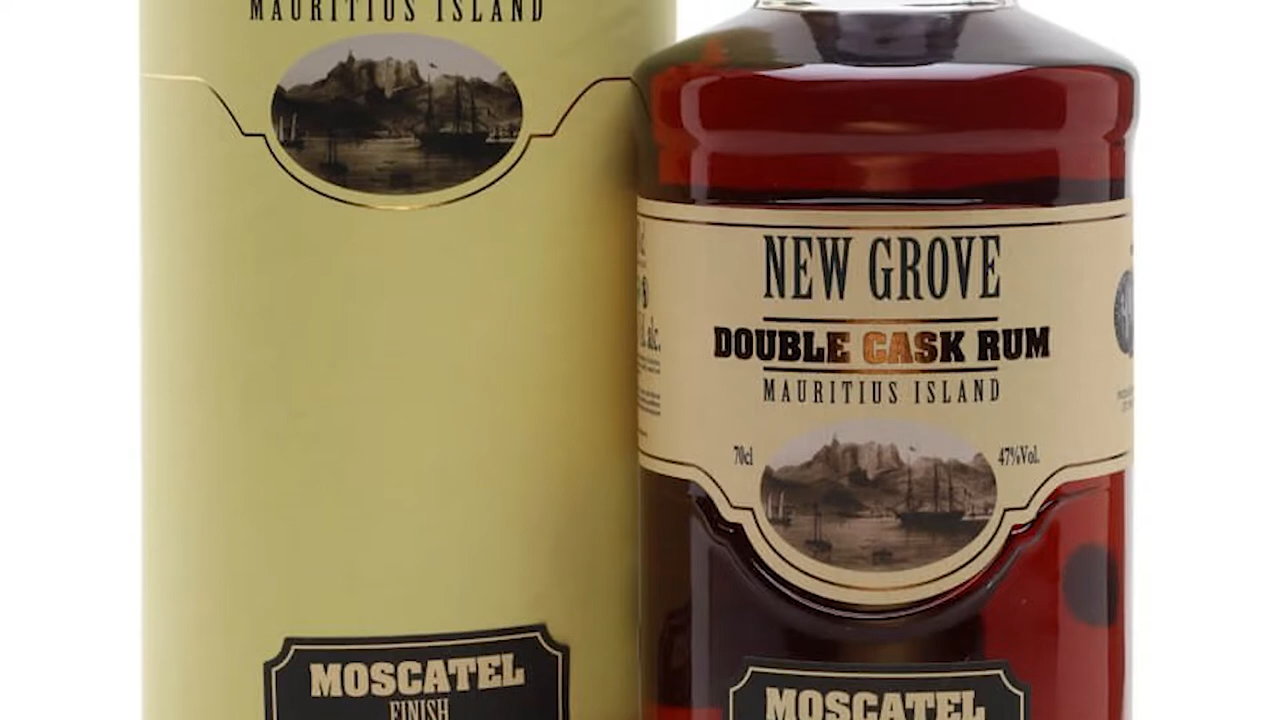 MAURITIUS ISLAND
MOSCATEL
FINISH
NEW GROVE
DOUBLE CASK RUM
MAURITIUS ISLAND
70cl
47%Vol.
MOSCATEL